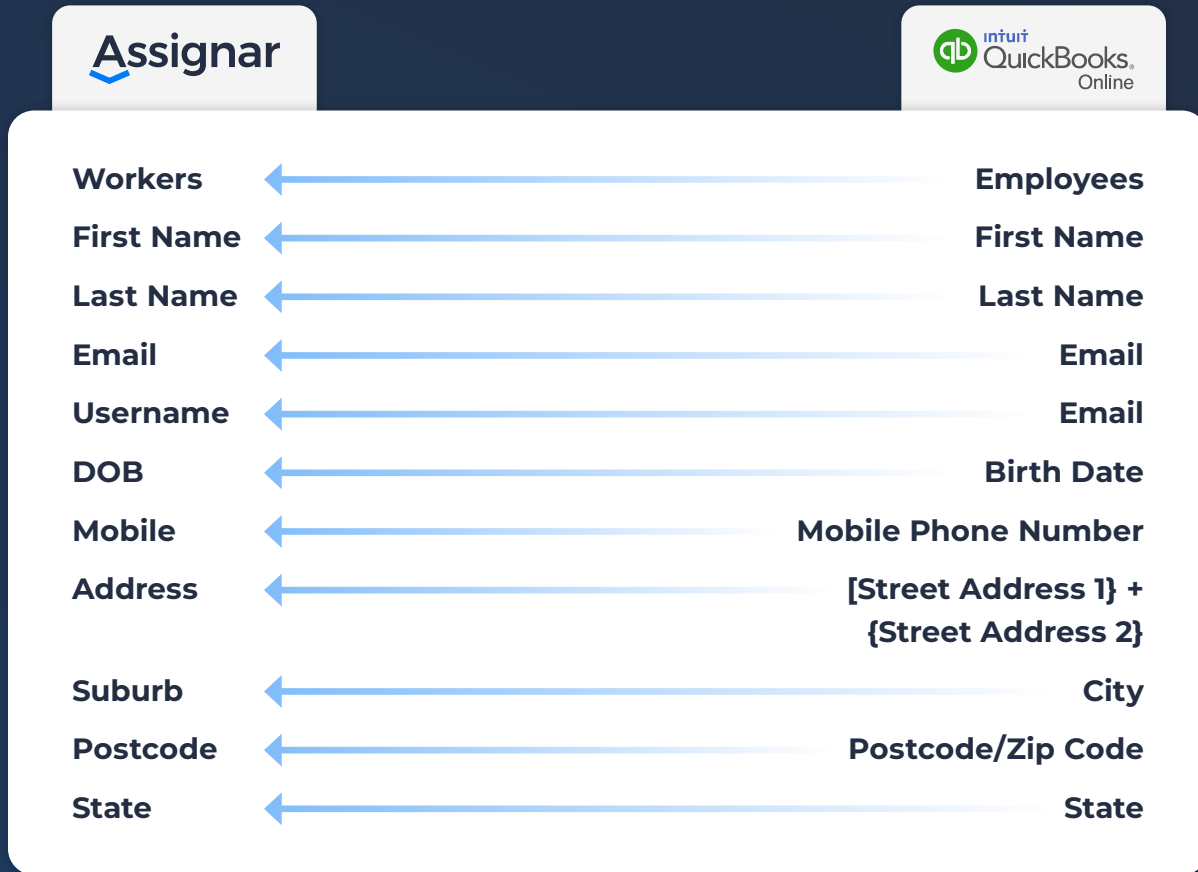 Assignar
intuit
QuickBooks.
Online
Workers Employees
First Name First Name
Last Name Last Name
Email Email
Username Email
DOB Birth Date
Mobile Mobile Phone Number
Address [Street Address 1} +
{Street Address 2}
Suburb City
Postcode Postcode/Zip Code
State State